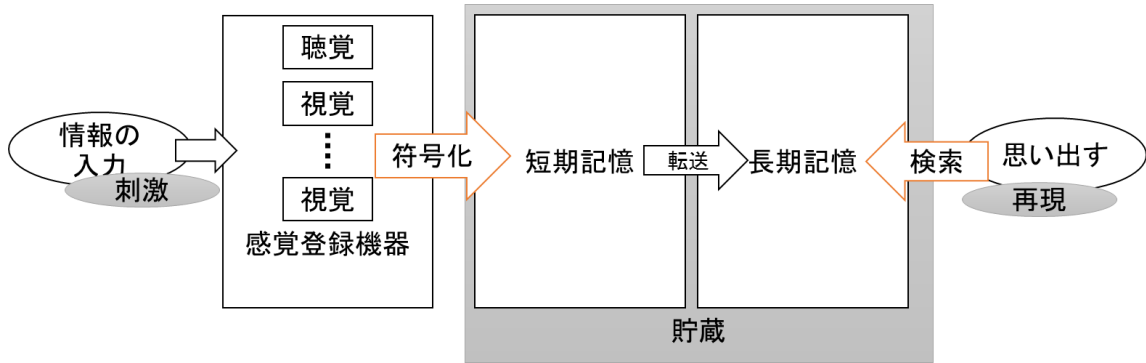 情報の
入力
刺激
聴覚
視覚
視覚
感覚登録機器
符号化
短期記憶
転送
長期記憶
検索
思い出す
再現
貯蔵